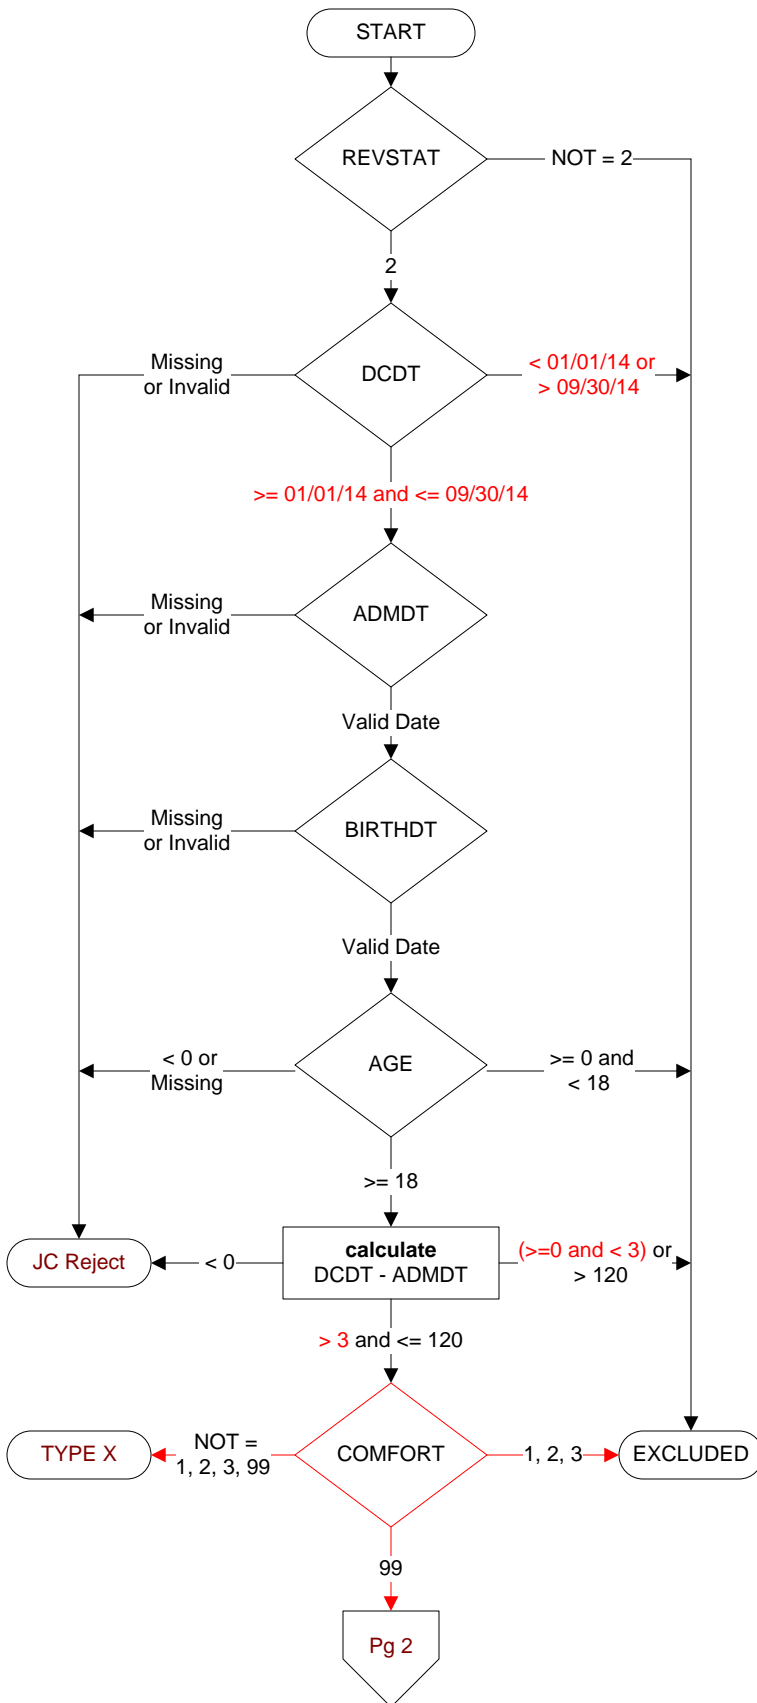 START
REVSTAT
NOT = 2
2
Missing
or Invalid
DCDT
< 01/01/14 or
> 09/30/14
>= 01/01/14 and <= 09/30/14
Missing
or Invalid
ADMDT
Valid Date
Missing
or Invalid
BIRTHDT
Valid Date
< 0 or
Missing
AGE
>= 0 and
< 18
>= 18
JC Reject
< 0
calculate
DCDT - ADMDT
(>=0 and < 3) or
> 120
> 3 and <= 120
TYPE X
NOT =
1, 2, 3, 99
COMFORT
1, 2, 3
EXCLUDED
99
Pg 2